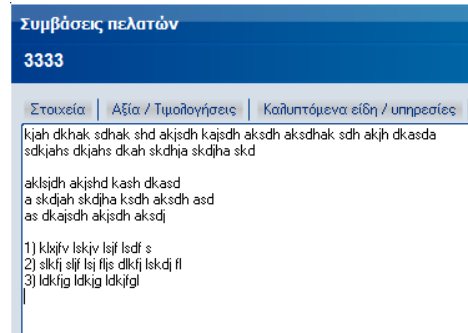 Συμβάσεις πελατών
3333
Στοιχεία | Αξία / Τιμολογήσεις | Καλυπτόμενα είδη / υπηρεσίες
kjah dkhak sdhak shd akjsdh kajsdh aksdh aksdhak sdh akjh dkasda
sdkjahs dkjahs dkah skdhja skdjha skd
aklsjdh akjshd kash dkasd
a skdjah skdjha ksdh aksdh asd
as dkajsdh akjsdh aksdj
1) klxjfv lskjv lsjf lsdf s
2) slkfj sljf lsj fljs dlkfj lskdj fl
3) ldkfjg ldkjg ldkjfgl